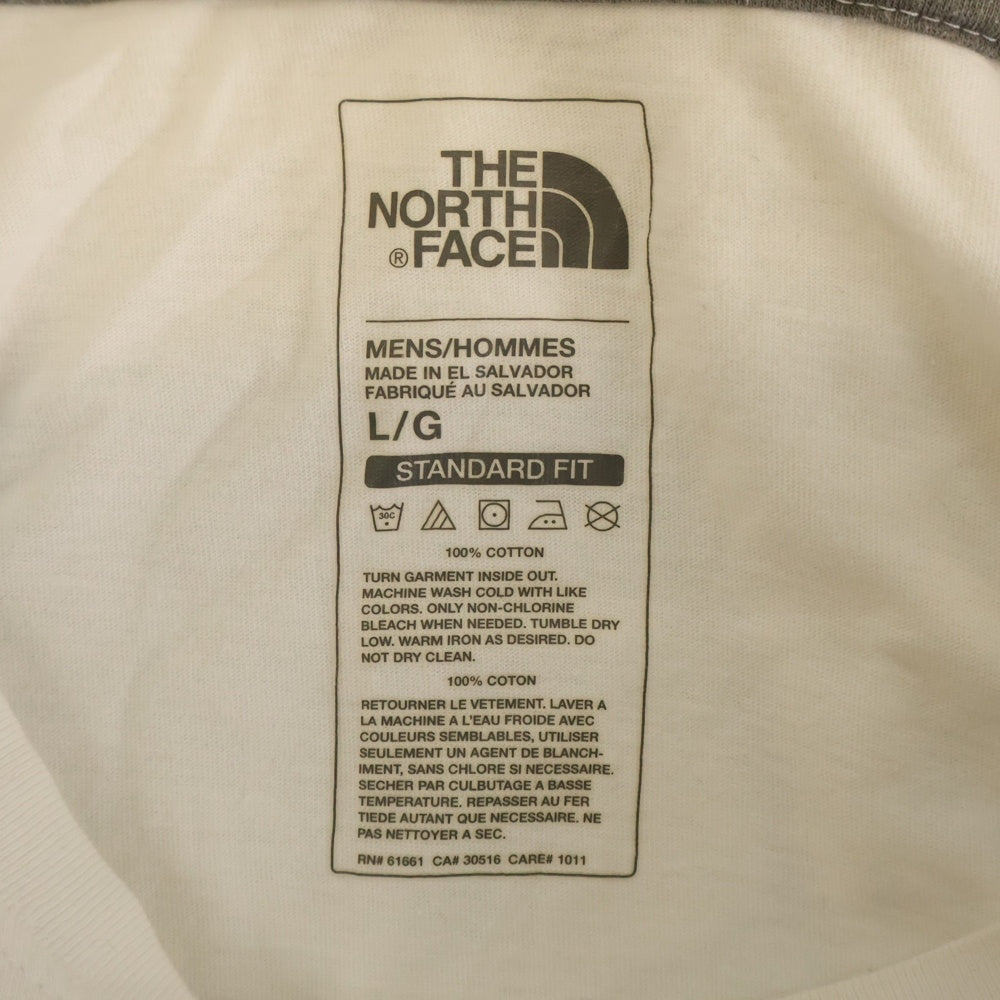 THE
NORTH
® FACE
MENS/HOMMES
MADE IN EL SALVADOR
FABRIQUÉ AU SALVADOR
L/G
STANDARD FIT
30C
100% COTTON
TURN GARMENT INSIDE OUT.
MACHINE WASH COLD WITH LIKE
COLORS. ONLY NON-CHLORINE
BLEACH WHEN NEEDED. TUMBLE DRY
LOW. WARM IRON AS DESIRED. DO
NOT DRY CLEAN.
100% COTON
RETOURNER LE VETEMENT. LAVER A
LA MACHINE A L'EAU FROIDE AVEC
COULEURS SEMBLABLES, UTILISER
SEULEMENT UN AGENT DE BLANCH-
IMENT, SANS CHLORE SI NECESSAIRE.
SECHER PAR CULBUTAGE A BASSE
TEMPERATURE. REPASSER AU FER
TIEDE AUTANT QUE NECESSAIRE. NE
PAS NETTOYER A SEC.
RN# 61661 CA# 30516 CARE# 1011